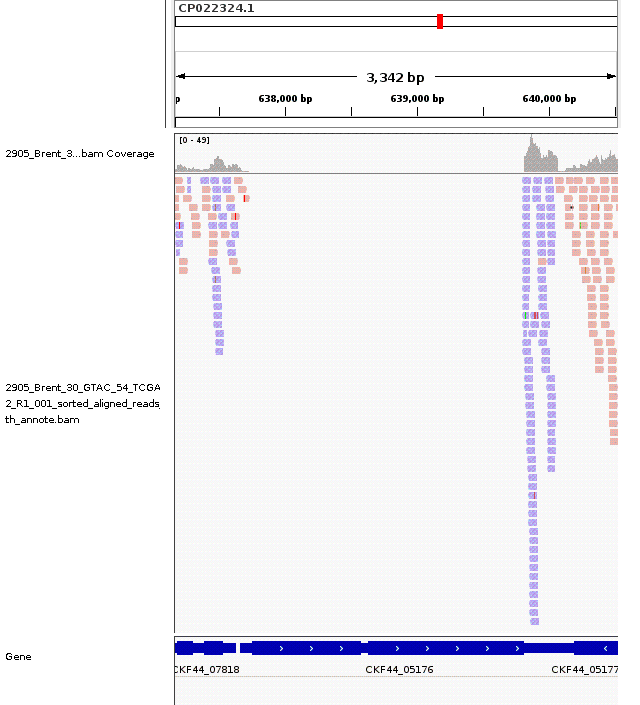 CP022324.1
3,342 bp
p 638,000 bp 639,000 bp 640,000 bp
2905_Brent_3...bam Coverage
[0 - 49]
2905_Brent_30_GTAC_54_TCGA
2_R1_001_sorted_aligned_reads_
th_annote.bam
Gene
CKF44_07818 CKF44_05176 CKF44_05177